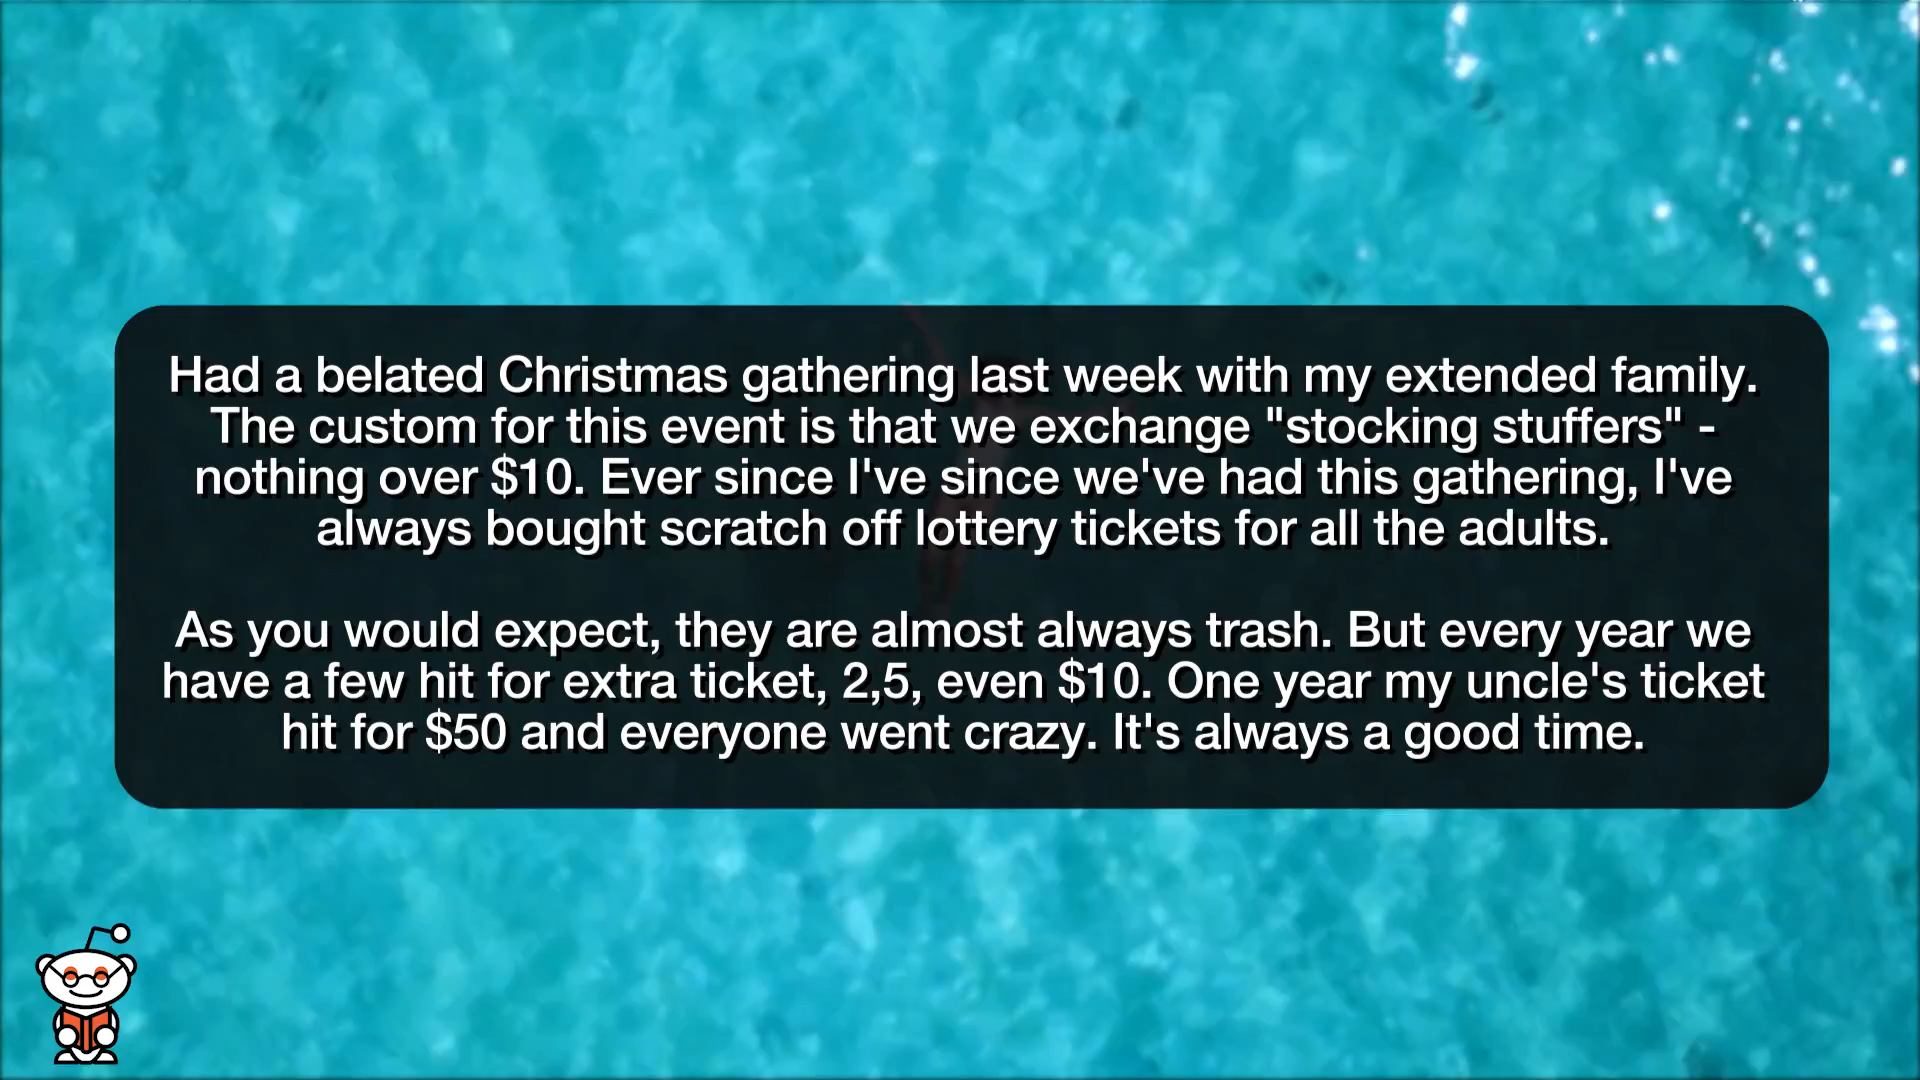 Had a belated Christmas gathering last week with my extended family.
The custom for this event is that we exchange "stocking stuffers" -
nothing over $10. Ever since I've since we've had this gathering, I've
always bought scratch off lottery tickets for all the adults.
As you would expect, they are almost always trash. But every year we
have a few hit for extra ticket, 2,5, even $10. One year my uncle's ticket
hit for $50 and everyone went crazy. It's always a good time.